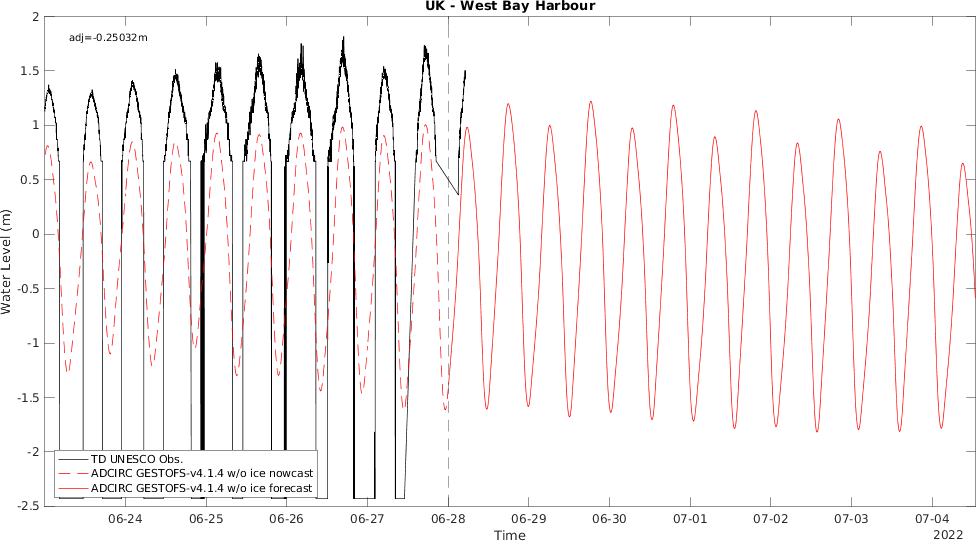 UK - West Bay Harbour
adj=-0.25032m
2
1.5
1
0.5
0
-0.5
-1
-1.5
-2
-2.5
Water Level (m)
TD UNESCO Obs.
ADCIRC GESTOFS-v4.1.4 w/o ice nowcast
ADCIRC GESTOFS-v4.1.4 w/o ice forecast
06-24 06-25 06-26 06-27 06-28 06-29 06-30 07-01 07-02 07-03 07-04
Time
2022